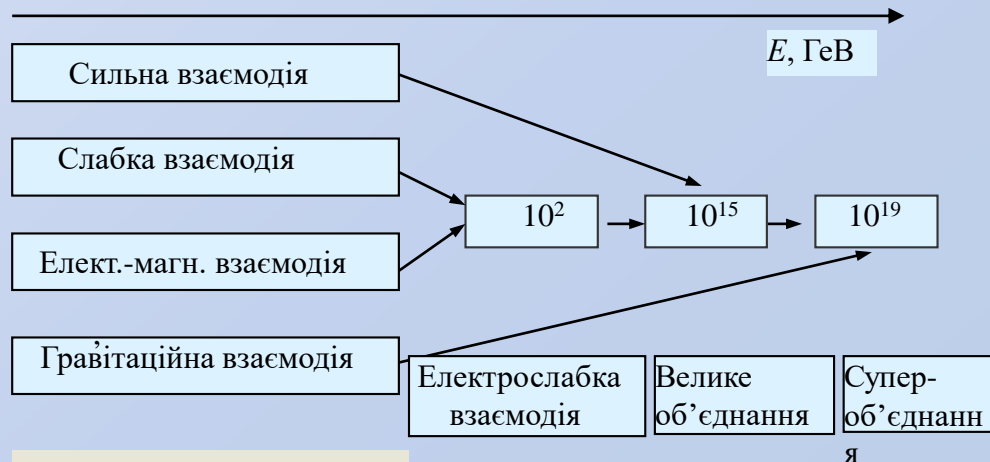 E, ГеВ
Сильна взаємодія
Слабка взаємодія
10² 10¹⁵ 10¹⁹
Елект.-магн. взаємодія
Гравітаційна взаємодія
Електрослабка
взаємодія
Велике
об’єднання
Супер-
об’єднанн
я